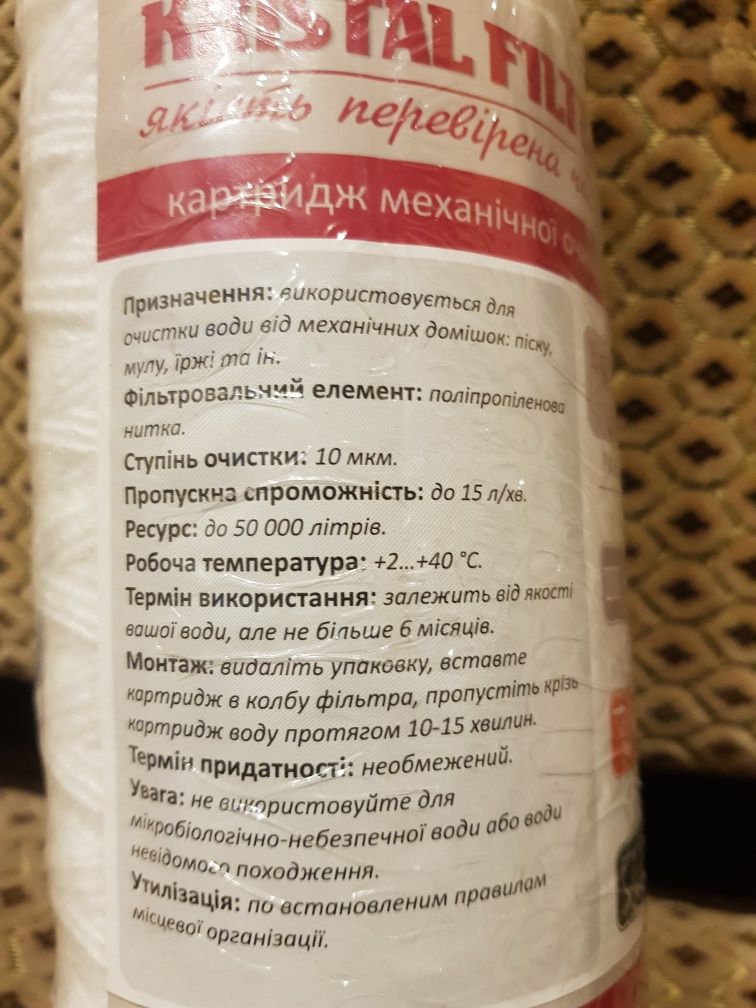 KRISTAL FILT
якість перевірена
картридж механічної
Призначення: використовується для
очистки води від механічних домішок: піску,
мулу, їржі та ін.
Фільтровальний елемент: поліпропіленова
нитка.
Ступінь очистки: 10 мкм.
Пропускна спроможність: до 15 л/хв.
Ресурс: до 50 000 літрів.
Робоча температура: +2...+40 °C.
Термін використання: залежить від якості
вашої води, але не більше 6 місяців.
Монтаж: видаліть упаковку, вставте
картридж в колбу фільтра, пропустіть крізь
картридж воду протягом 10-15 хвилин.
Термін придатності: необмежений.
Увага: не використовуйте для
мікробіологічно-небезпечної води або води
невідомого походження.
Утилізація: по встановленим правилам
місцевої організації.